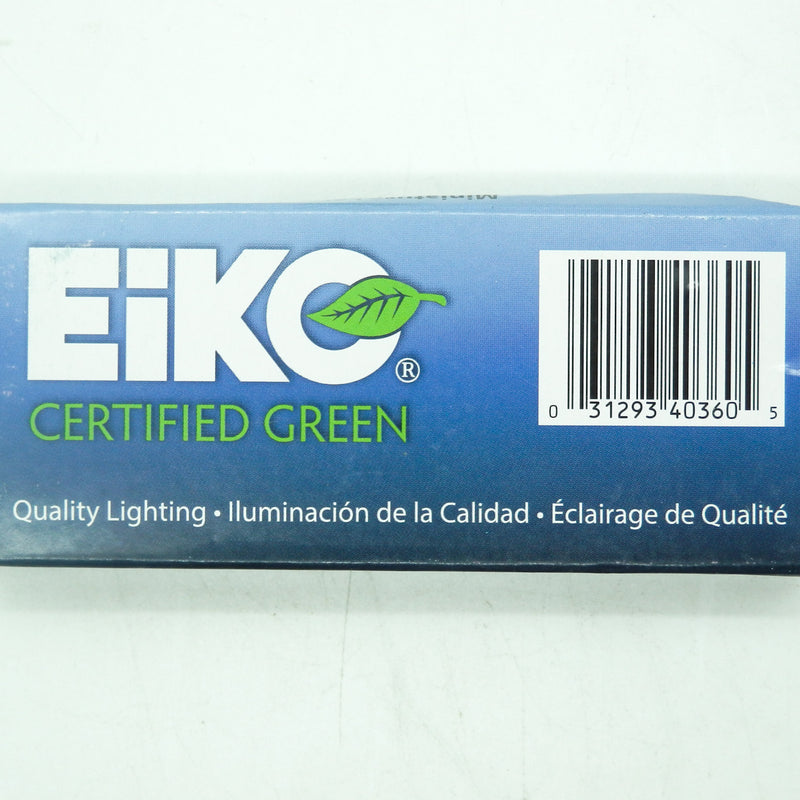 EiKO®
CERTIFIED GREEN
0 31293 40360 5
Quality Lighting • Iluminación de la Calidad • Éclairage de Qualité